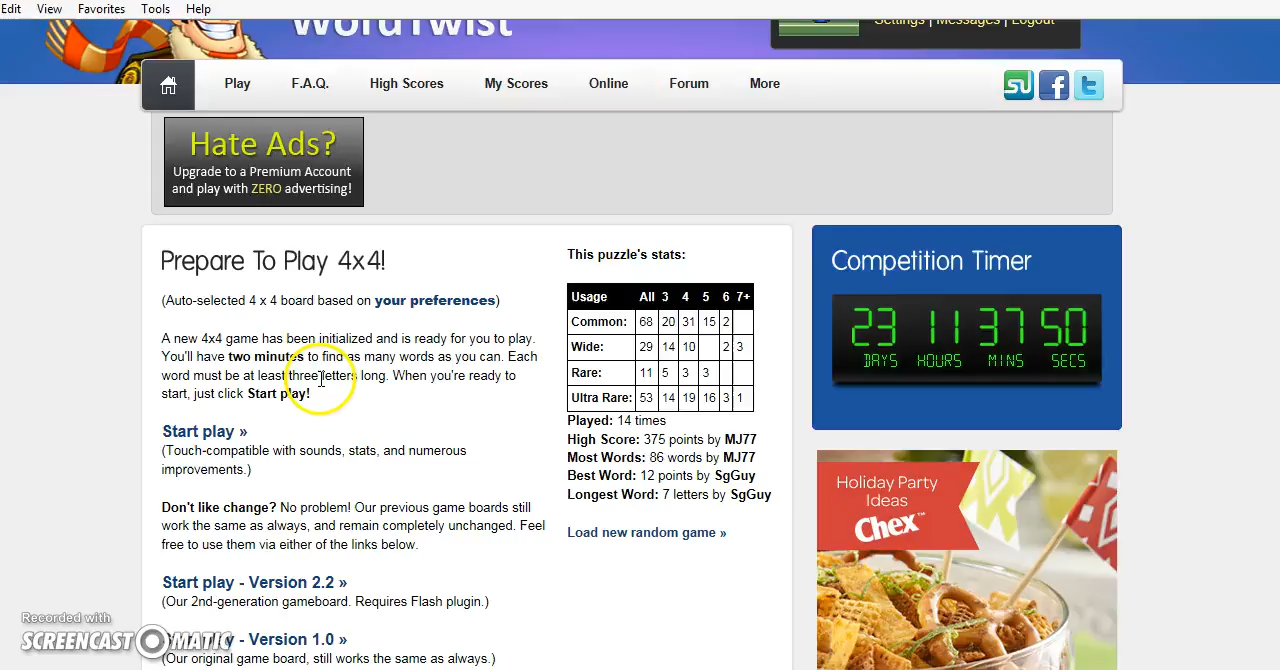 Edit View Favorites Tools Help
WordTwist
Settings | Messages | Logout
Play F.A.Q. High Scores My Scores Online Forum More
Hate Ads?
Upgrade to a Premium Account
and play with ZERO advertising!
Prepare To Play 4x4!
(Auto-selected 4 x 4 board based on your preferences)
A new 4x4 game has been initialized and is ready for you to play.
You'll have two minutes to find as many words as you can. Each
word must be at least three letters long. When you're ready to
start, just click Start play!
Start play »
(Touch-compatible with sounds, stats, and numerous
improvements.)
Don't like change? No problem! Our previous game boards still
work the same as always, and remain completely unchanged. Feel
free to use them via either of the links below.
Start play - Version 2.2 »
(Our 2nd-generation gameboard. Requires Flash plugin.)
Start play - Version 1.0 »
(Our original game board, still works the same as always.)
This puzzle's stats:
Usage All 3 4 5 6 7+
Common: 68 20 31 15 2
Wide: 29 14 10 2 3
Rare: 11 5 3 3
Ultra Rare: 53 14 19 16 3 1
Played: 14 times
High Score: 375 points by MJ77
Most Words: 86 words by MJ77
Best Word: 12 points by SgGuy
Longest Word: 7 letters by SgGuy
Load new random game »
Competition Timer
23 11 37 50
DAYS HOURS MINS SECS
Holiday Party
Ideas
Chex™
Recorded with
SCREENCAST MATIC